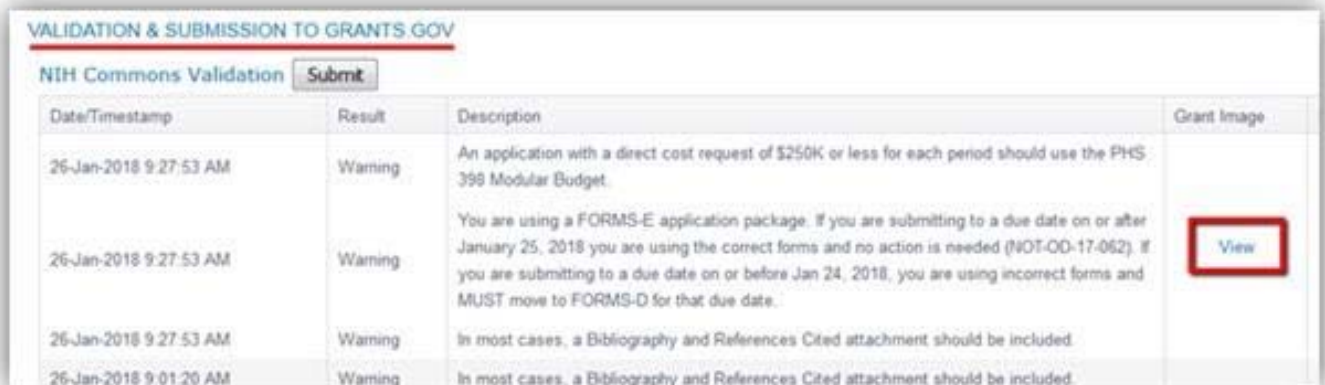 VALIDATION & SUBMISSION TO GRANTS.GOV
NIH Commons Validation Submit
Date/Timestamp Result Description Grant Image
26-Jan-2018 9:27:53 AM Warning An application with a direct cost request of $250K or less for each period should use the PHS
398 Modular Budget.
You are using a FORMS-E application package. If you are submitting to a due date on or after
January 25, 2018 you are using the correct forms and no action is needed (NOT-OD-17-062). If
26-Jan-2018 9:27:53 AM Warning you are submitting to a due date on or before Jan 24, 2018, you are using incorrect forms and View
MUST move to FORMS-D for that due date.
26-Jan-2018 9:27:53 AM Warning In most cases, a Bibliography and References Cited attachment should be included.
26-Jan-2018 9:01:20 AM Warning In most cases, a Bibliography and References Cited attachment should be included.